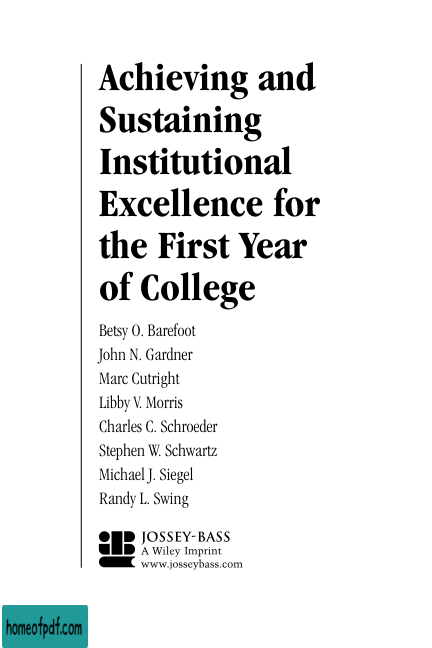 Achieving and
Sustaining
Institutional
Excellence for
the First Year
of College
Betsy O. Barefoot
John N. Gardner
Marc Cutright
Libby V. Morris
Charles C. Schroeder
Stephen W. Schwartz
Michael J. Siegel
Randy L. Swing
JOSSEY-BASS
A Wiley Imprint
www.josseybass.com
homeofpdf.com